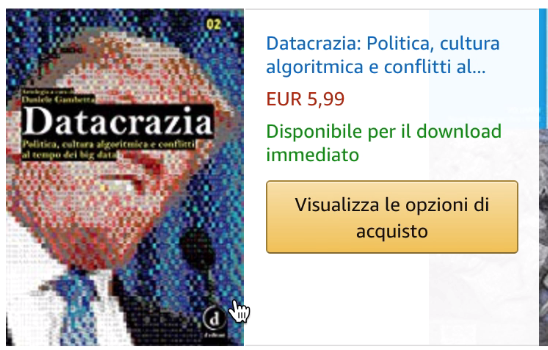 02
Antologia a cura di
Daniele Gambetta
Datacrazia
Politica, cultura algoritmica e conflitti
al tempo dei big data
d
d editore
Datacrazia: Politica, cultura
algoritmica e conflitti al...
EUR 5,99
Disponibile per il download
immediato
Visualizza le opzioni di
acquisto